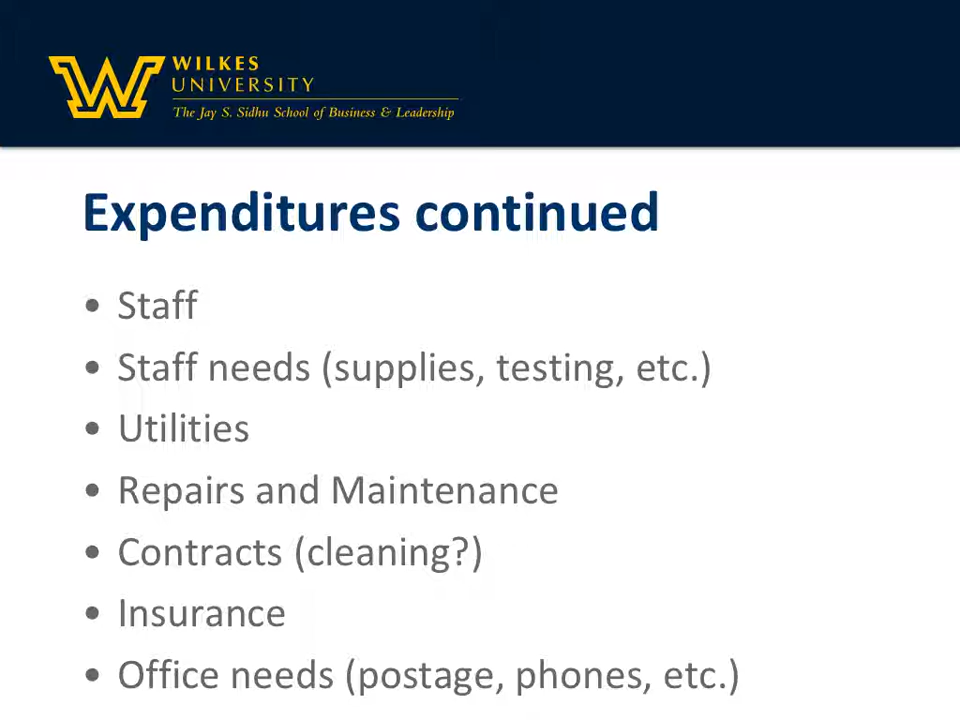 WILKES
UNIVERSITY
The Jay S. Sidhu School of Business & Leadership
Expenditures continued
• Staff
• Staff needs (supplies, testing, etc.)
• Utilities
• Repairs and Maintenance
• Contracts (cleaning?)
• Insurance
• Office needs (postage, phones, etc.)